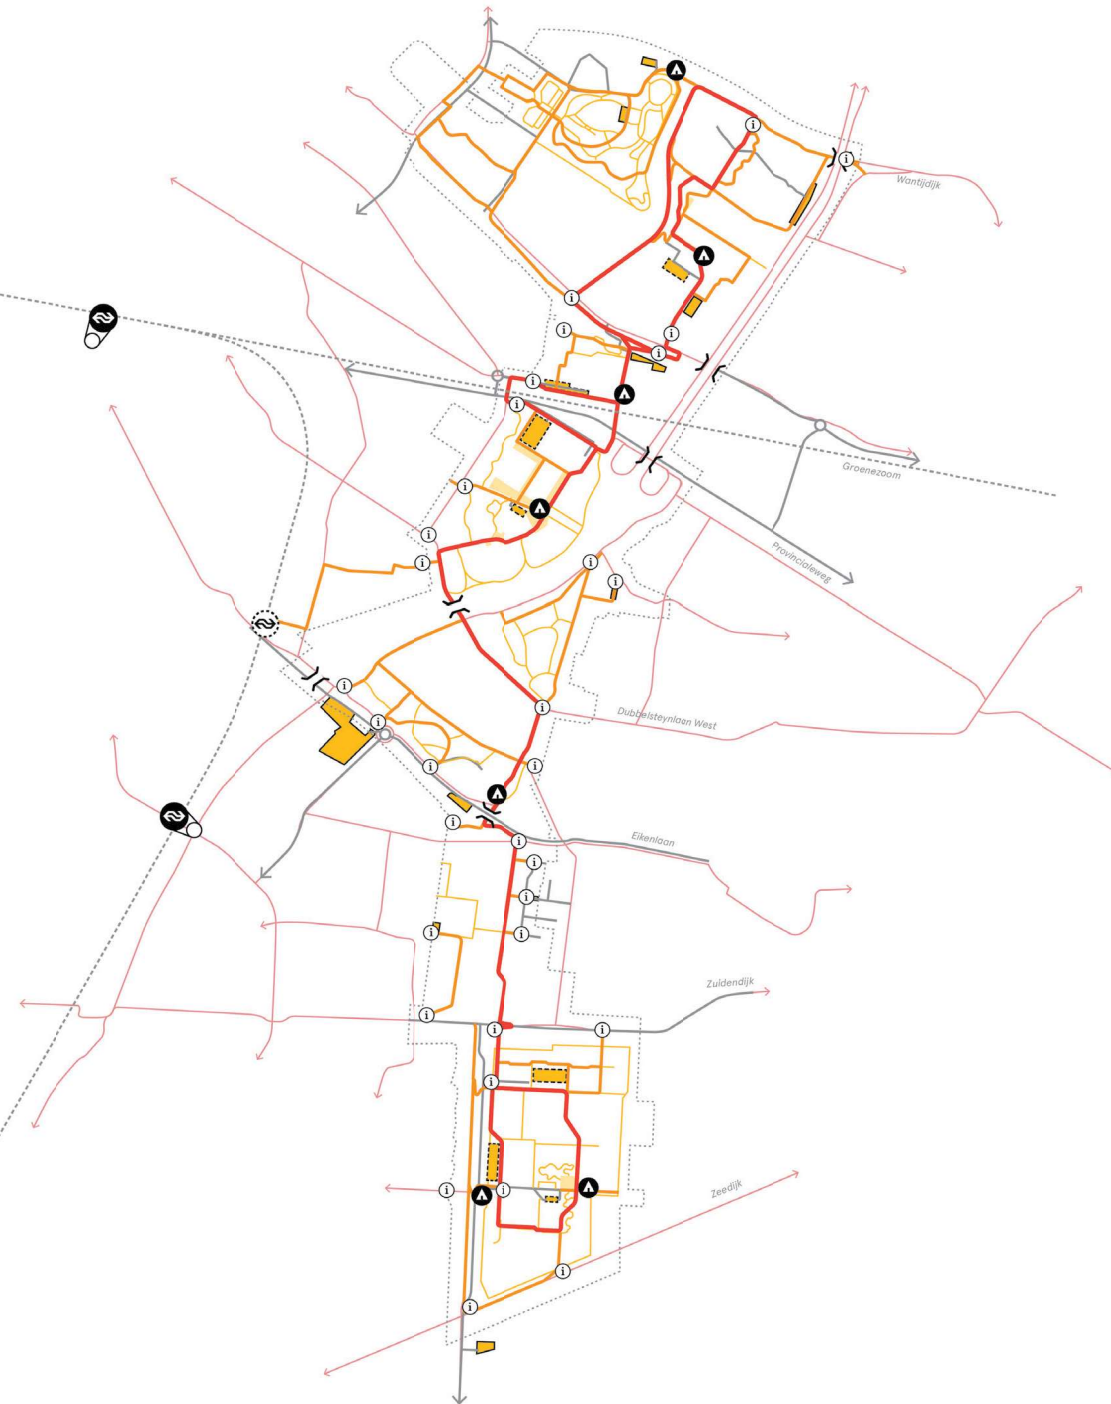 Wantijdijk
Groenezoom
Provincialeweg
Dubbelsteynlaan West
Eikenlaan
Zuidendijk
Zeedijk